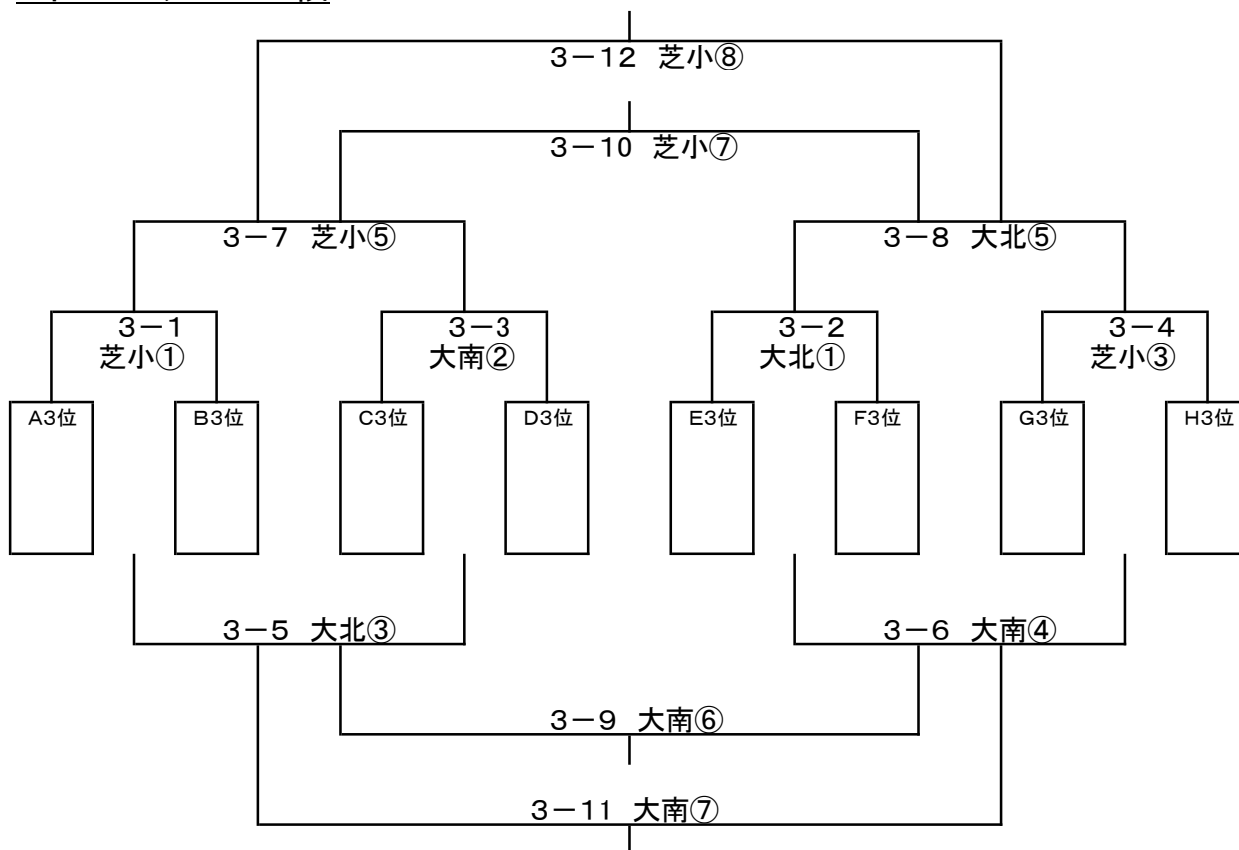 3－12 芝小⑧
3－10 芝小⑦
3－7 芝小⑤
3－8 大北⑤
3－1
芝小①
3－3
大南②
3－2
大北①
3－4
芝小③
A3位
B3位
C3位
D3位
E3位
F3位
G3位
H3位
3－5 大北③
3－6 大南④
3－9 大南⑥
3－11 大南⑦